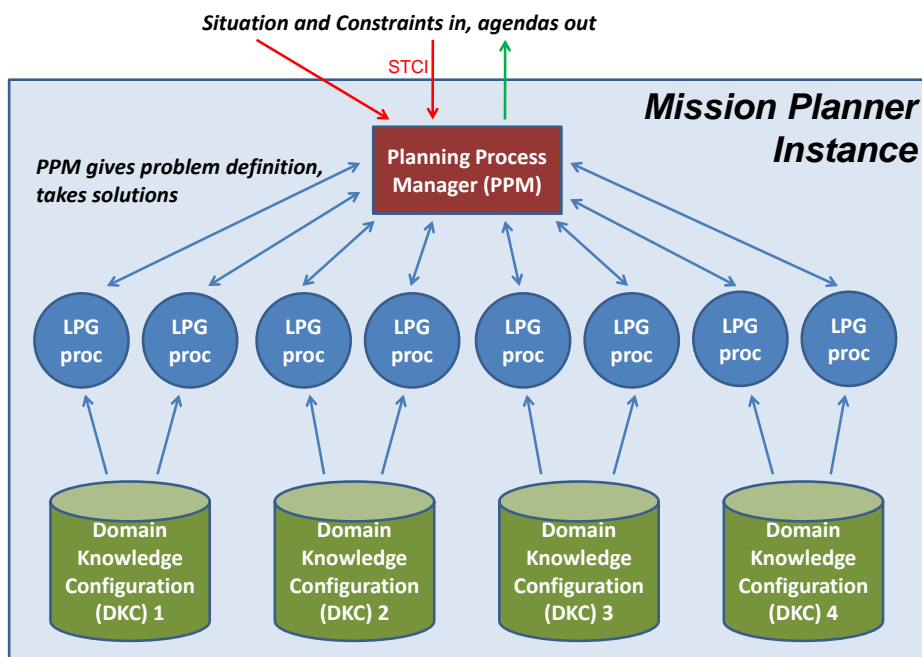 Situation and Constraints in, agendas out
STCI
Mission Planner
Instance
PPM gives problem definition,
takes solutions
Planning Process
Manager (PPM)
LPG
proc
LPG
proc
LPG
proc
LPG
proc
LPG
proc
LPG
proc
LPG
proc
LPG
proc
Domain
Knowledge
Configuration
(DKC) 1
Domain
Knowledge
Configuration
(DKC) 2
Domain
Knowledge
Configuration
(DKC) 3
Domain
Knowledge
Configuration
(DKC) 4